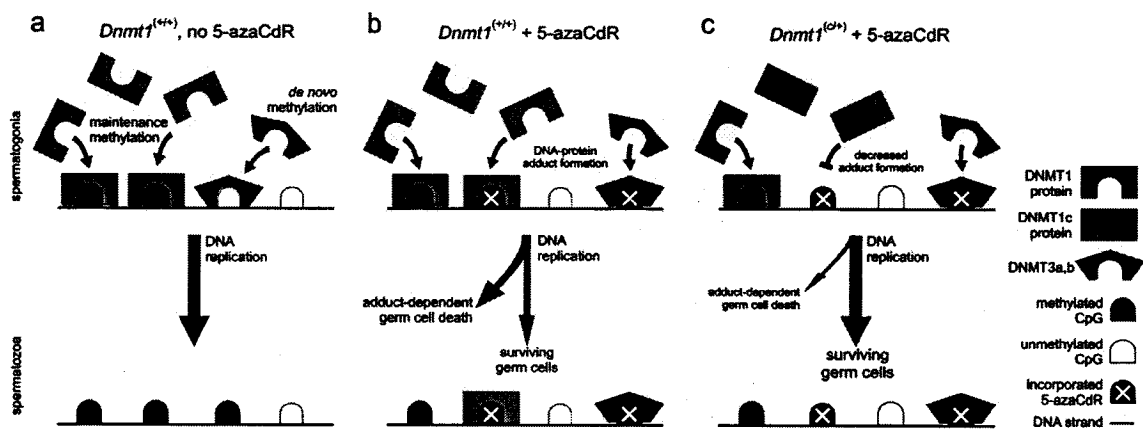 a
Dnmt1(+/+), no 5-azaCdR
b
Dnmt1(+/+) + 5-azaCdR
c
Dnmt1(c/+) + 5-azaCdR
spermatogonia
maintenance
methylation
de novo
methylation
DNA-protein
adduct formation
decreased
adduct formation
DNA
replication
DNA
replication
adduct-dependent
germ cell death
surviving
germ cells
DNA
replication
adduct-dependent
germ cell death
surviving
germ cells
spermatozoa
DNMT1
protein
DNMT1c
protein
DNMT3a,b
methylated
CpG
unmethylated
CpG
Incorporated
5-azaCdR
DNA strand